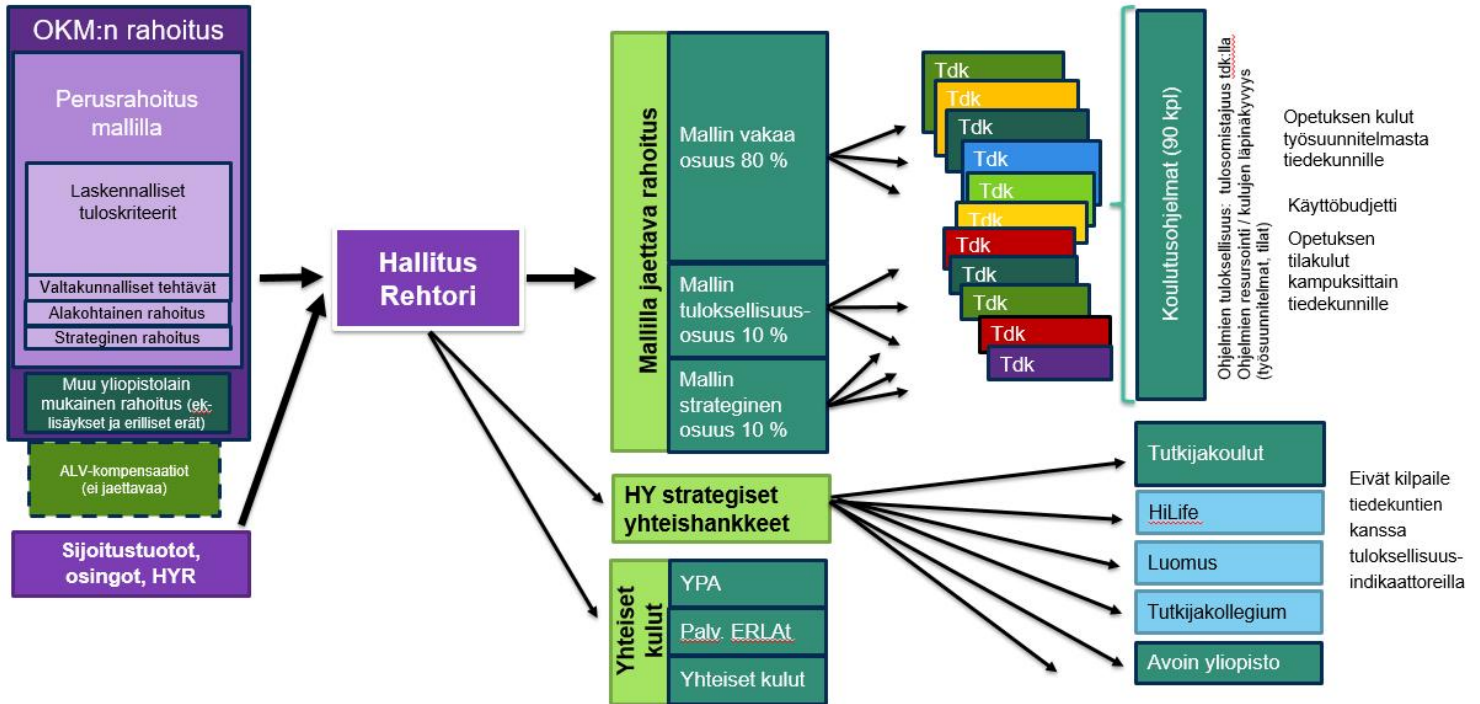 OKM:n rahoitus
Perusrahoitus
mallilla
Laskennalliset
tuloskriteerit
Valtakunnalliset tehtävät
Alakohtainen rahoitus
Strateginen rahoitus
Muu yliopistolain
mukainen rahoitus (ek-
lisäykset ja erilliset erät)
ALV-kompensaatiot
(ei jaettavaa)
Sijoitustuotot,
osingot, HYR
Hallitus
Rehtori
Mallilla jaettava rahoitus
Mallin vakaa
osuus 80 %
Mallin
tuloksellisuus-
osuus 10 %
Mallin
strateginen
osuus 10 %
HY strategiset
yhteishankkeet
Yhteiset
kulut
YPA
Palv. ERLAt
Yhteiset kulut
Tdk
Tdk
Tdk
Tdk
Tdk
Tdk
Tdk
Tdk
Tdk
Tdk
Tdk
Koulutusohjelmat (90 kpl)
Ohjelmien tuloksellisuus: tulosomistajuus tdk:lla
Ohjelmien resursointi / kulujen läpinäkyvyys
(työsuunnitelmat, tilat)
Opetuksen kulut
työsuunnitelmasta
tiedekunnille
Käyttöbudjetti
Opetuksen
tilakulut
kampuksittain
tiedekunnille
Tutkijakoulut
HiLife
Luomus
Tutkijakollegium
Avoin yliopisto
Eivät kilpaile
tiedekuntien
kanssa
tuloksellisuus-
indikaattoreilla